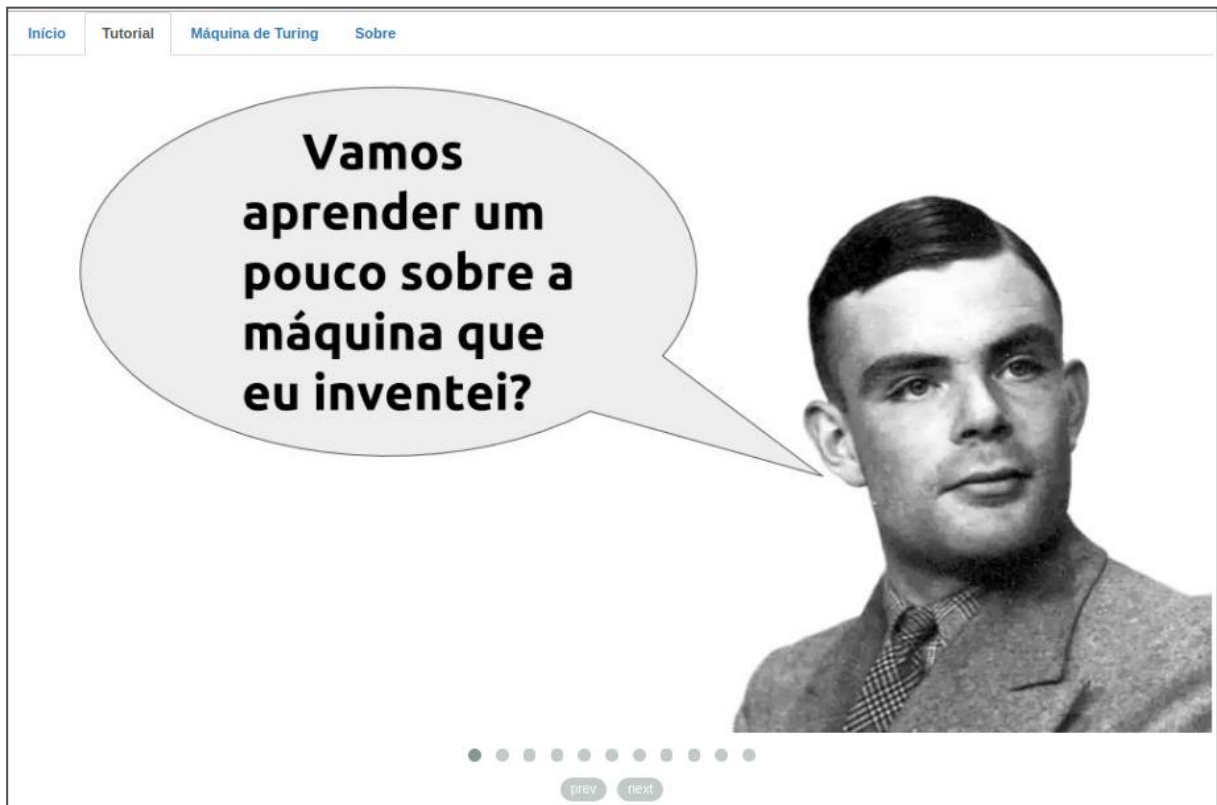 Início Tutorial Máquina de Turing Sobre
Vamos
aprender um
pouco sobre a
máquina que
eu inventei?
prev next